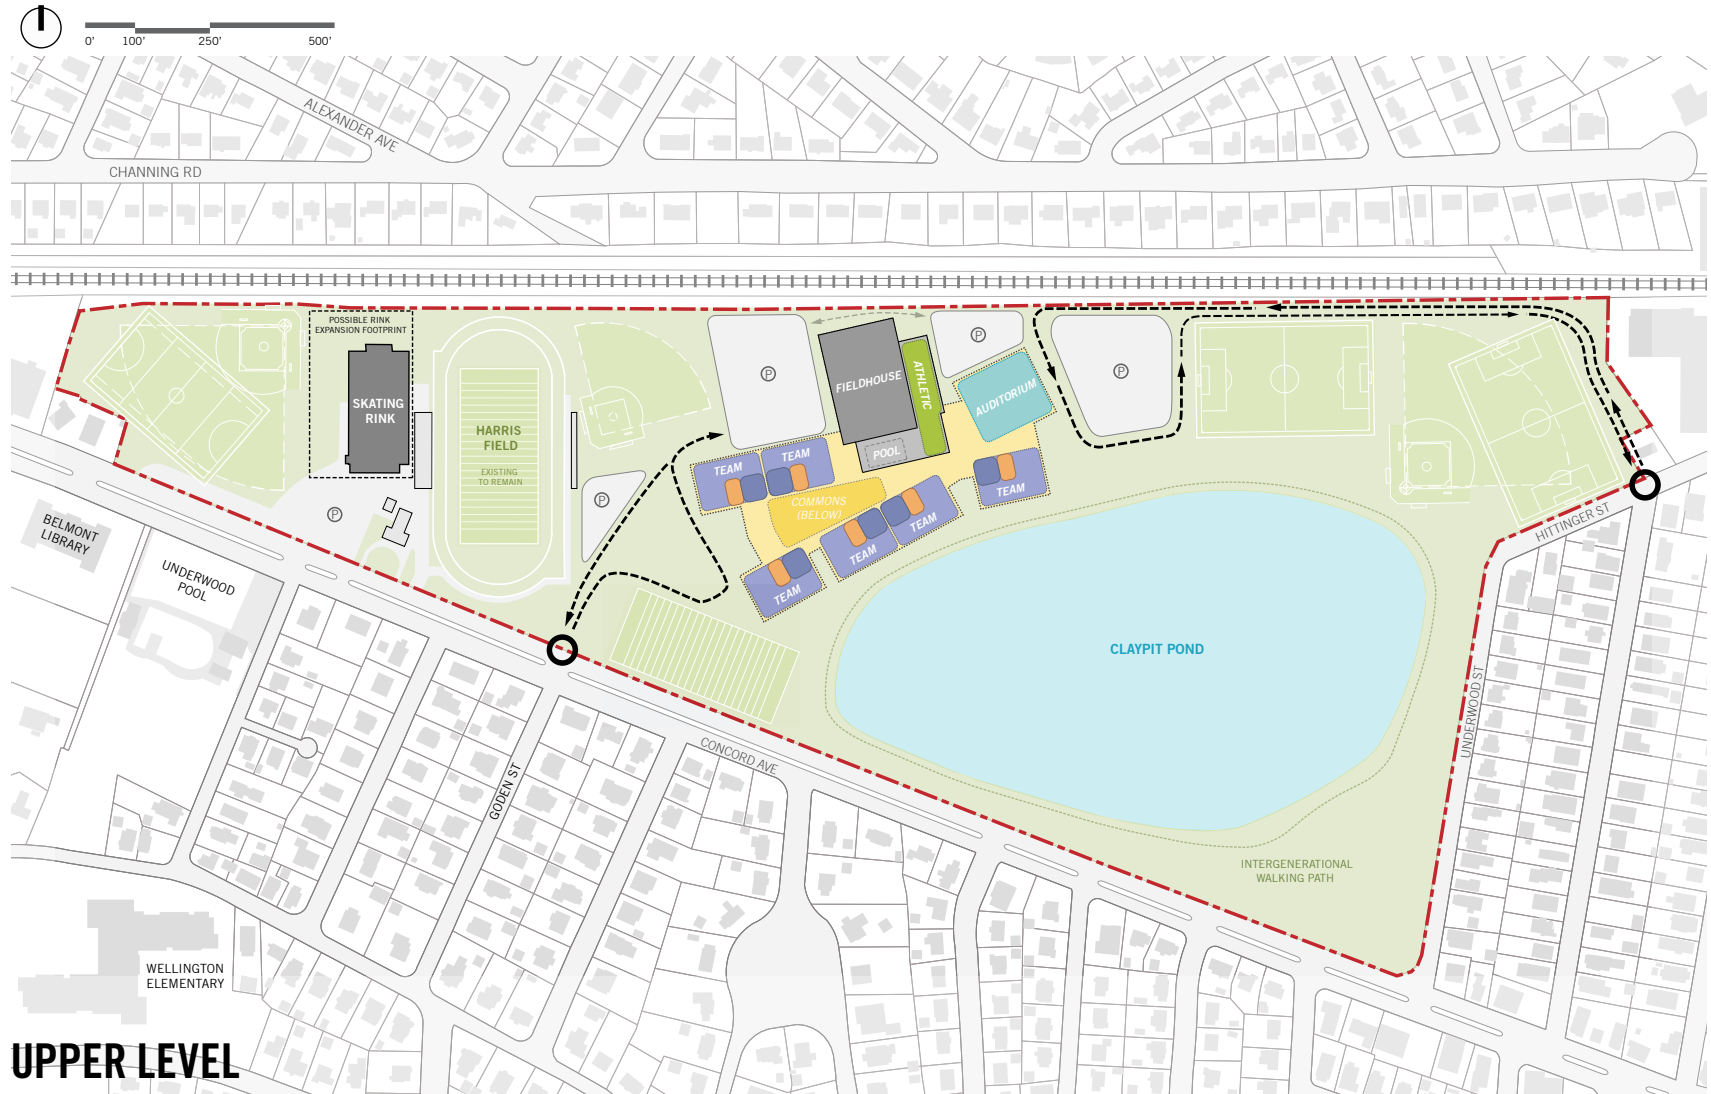 0' 100' 250' 500'
ALEXANDER AVE
CHANNING RD
POSSIBLE RINK
EXPANSION FOOTPRINT
SKATING
RINK
HARRIS
FIELD
EXISTING
TO REMAIN
P
P
P
P
P
FIELDHOUSE
ATHLETIC
AUDITORIUM
POOL
TEAM
TEAM
COMMONS
(BELOW)
TEAM
TEAM
TEAM
TEAM
BELMONT
LIBRARY
UNDERWOOD
POOL
HITTINGER ST
CLAYPIT POND
UNDERWOOD ST
CONCORD AVE
GODEN ST
INTERGENERATIONAL
WALKING PATH
WELLINGTON
ELEMENTARY
UPPER LEVEL